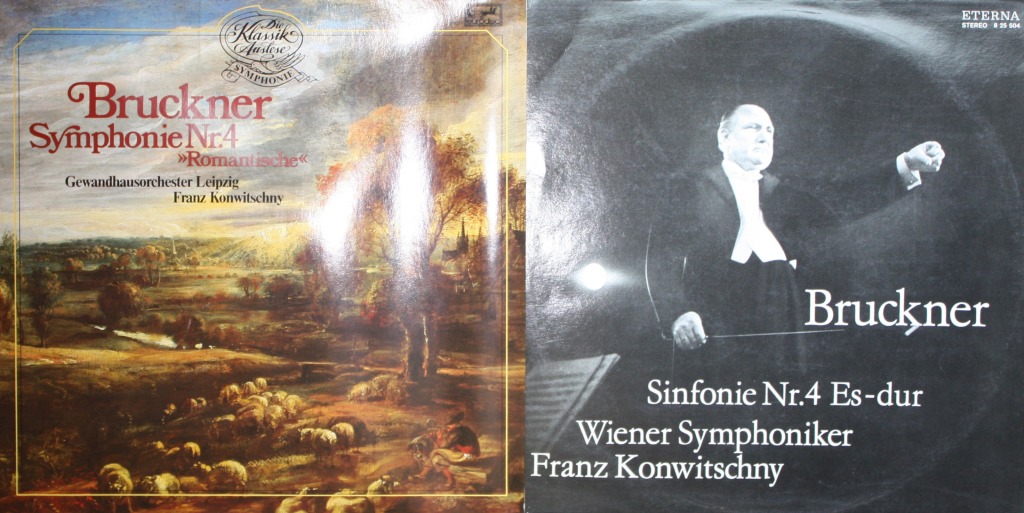 Die
Klassik
Auslese
SYMPHONIE
Bruckner
Symphonie Nr.4
»Romantische«
Gewandhausorchester Leipzig
Franz Konwitschny
ETERNA
STEREO 8 25 504
Bruckner
Sinfonie Nr.4 Es-dur
Wiener Symphoniker
Franz Konwitschny